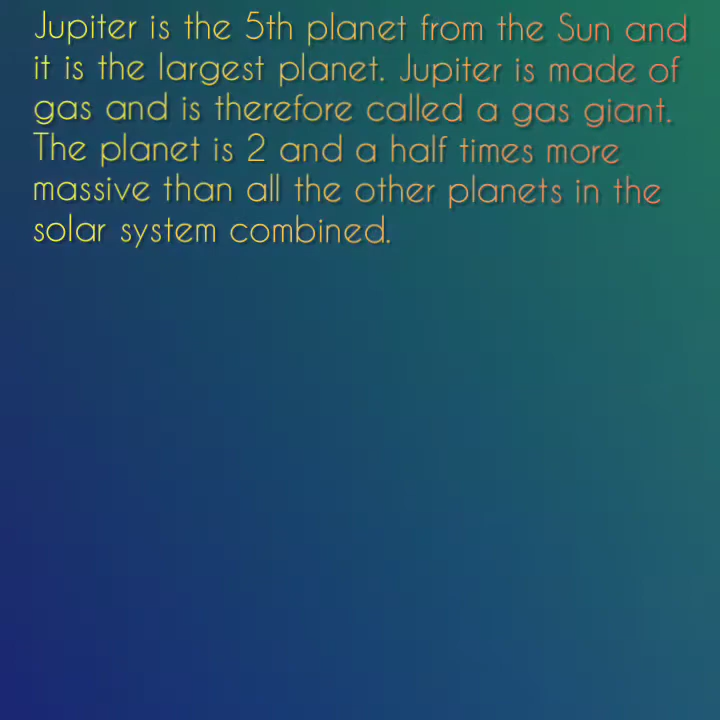 Jupiter is the 5th planet from the Sun and
it is the largest planet. Jupiter is made of
gas and is therefore called a gas giant.
The planet is 2 and a half times more
massive than all the other planets in the
solar system combined.